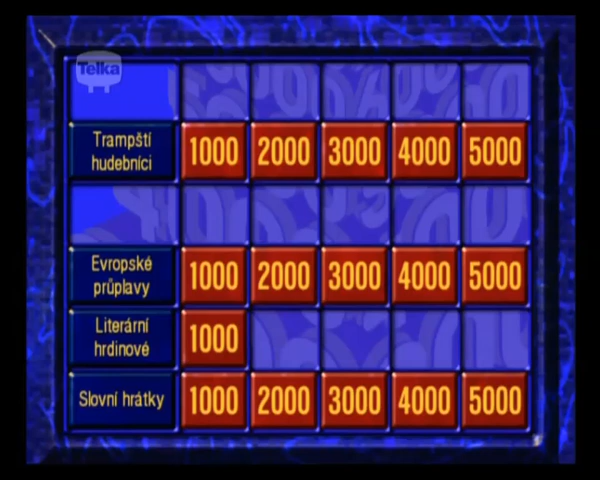 Telka
Trampští
hudebníci
1000 2000 3000 4000 5000
Evropské
průplavy
1000 2000 3000 4000 5000
Literární
hrdinové
1000
Slovní hrátky
1000 2000 3000 4000 5000